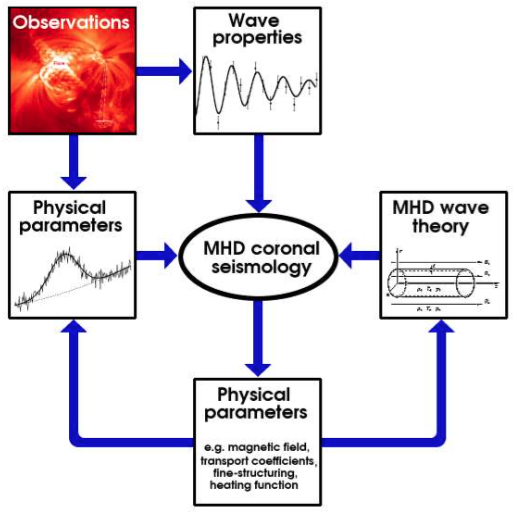 Observations
Wave
properties
Physical
parameters
MHD coronal
seismology
MHD wave
theory
Physical
parameters
e.g. magnetic field,
transport coefficients,
fine-structuring,
heating function